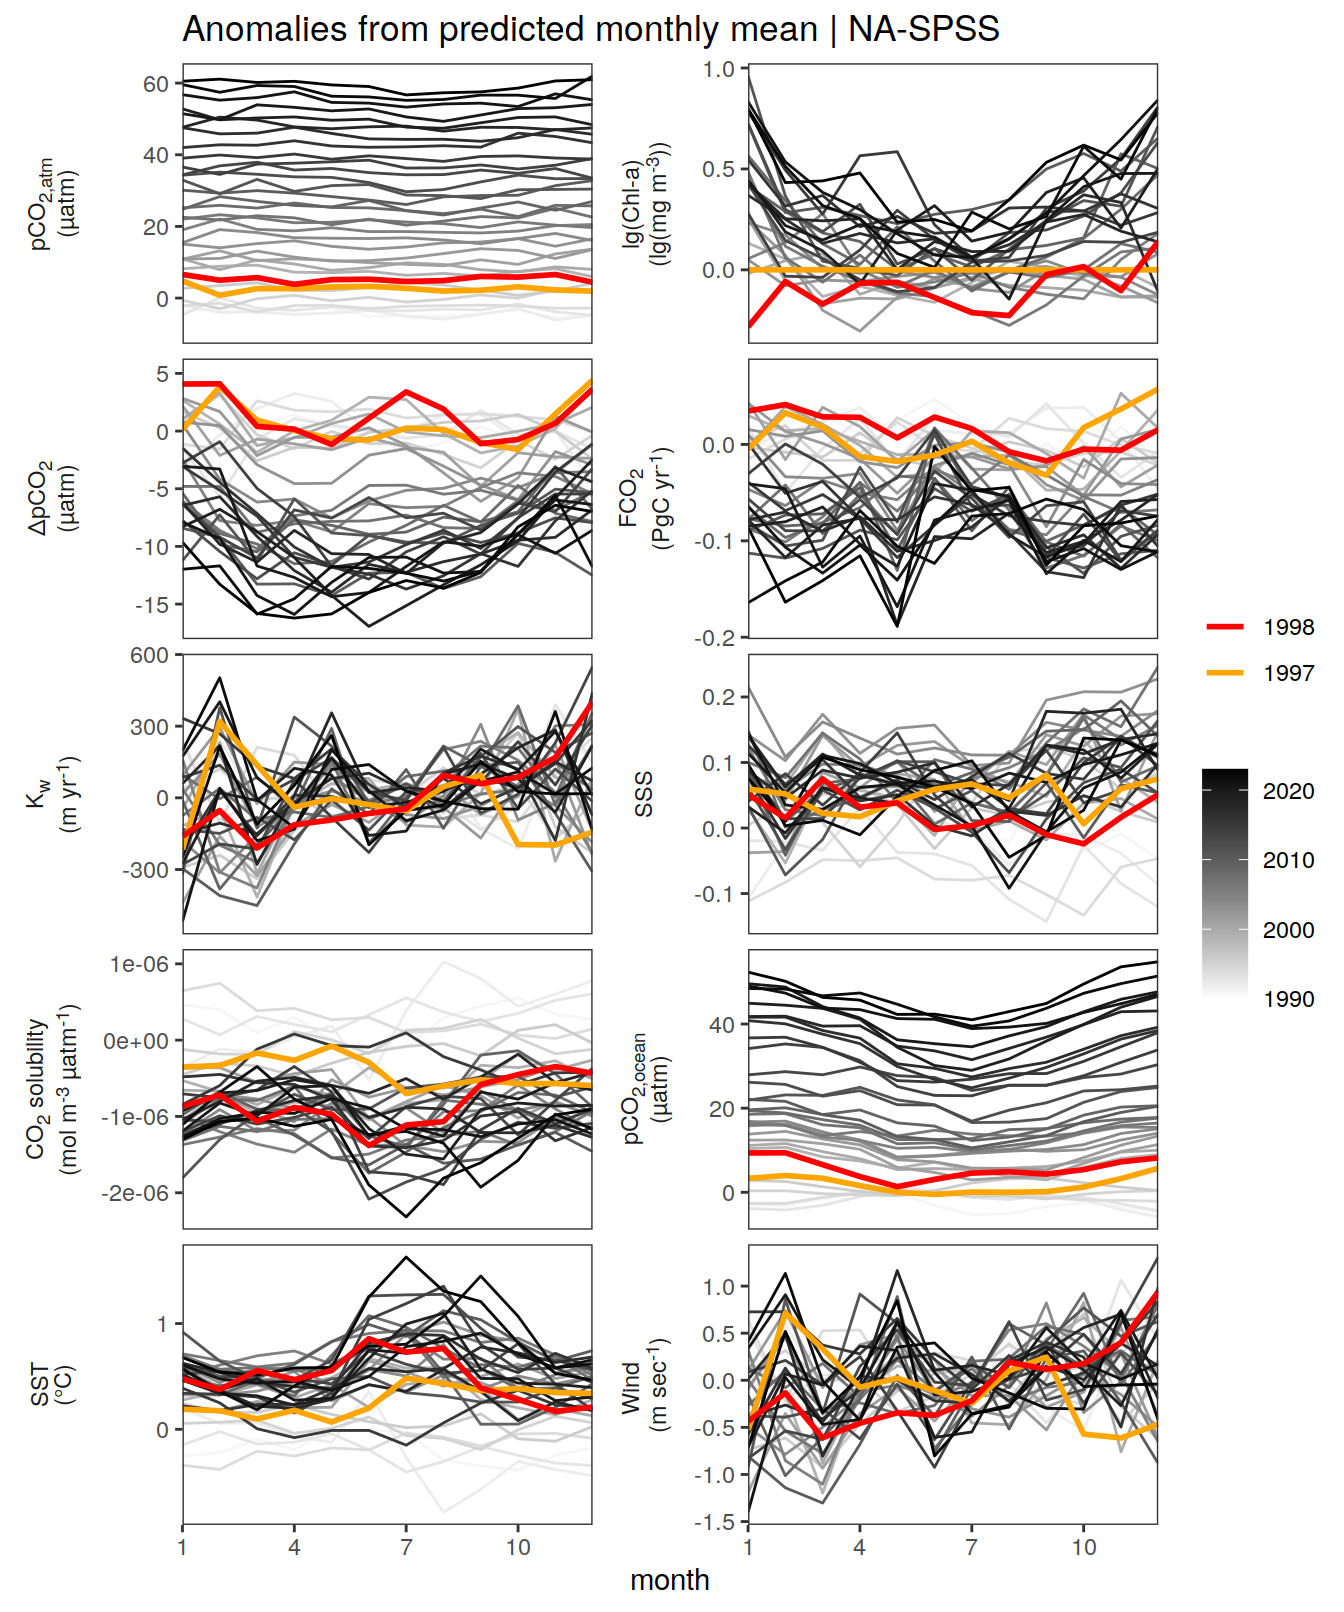 Anomalies from predicted monthly mean | NA-SPSS
pCO2,atm
(µatm)
60
40
20
0
lg(Chl-a)
(lg(mg m-3))
1.0
0.5
0.0
ΔpCO2
(µatm)
5
0
-5
-10
-15
FCO2
(PgC yr-1)
0.0
-0.1
-0.2
Kw
(m yr-1)
600
300
0
-300
SSS
0.2
0.1
0.0
-0.1
CO2 solubility
(mol m-3 µatm-1)
1e-06
0e+00
-1e-06
-2e-06
pCO2,ocean
(µatm)
40
20
0
SST
(°C)
1
0
Wind
(m sec-1)
1.0
0.5
0.0
-0.5
-1.0
-1.5
1 4 7 10
1 4 7 10
month
1998
1997
2020
2010
2000
1990